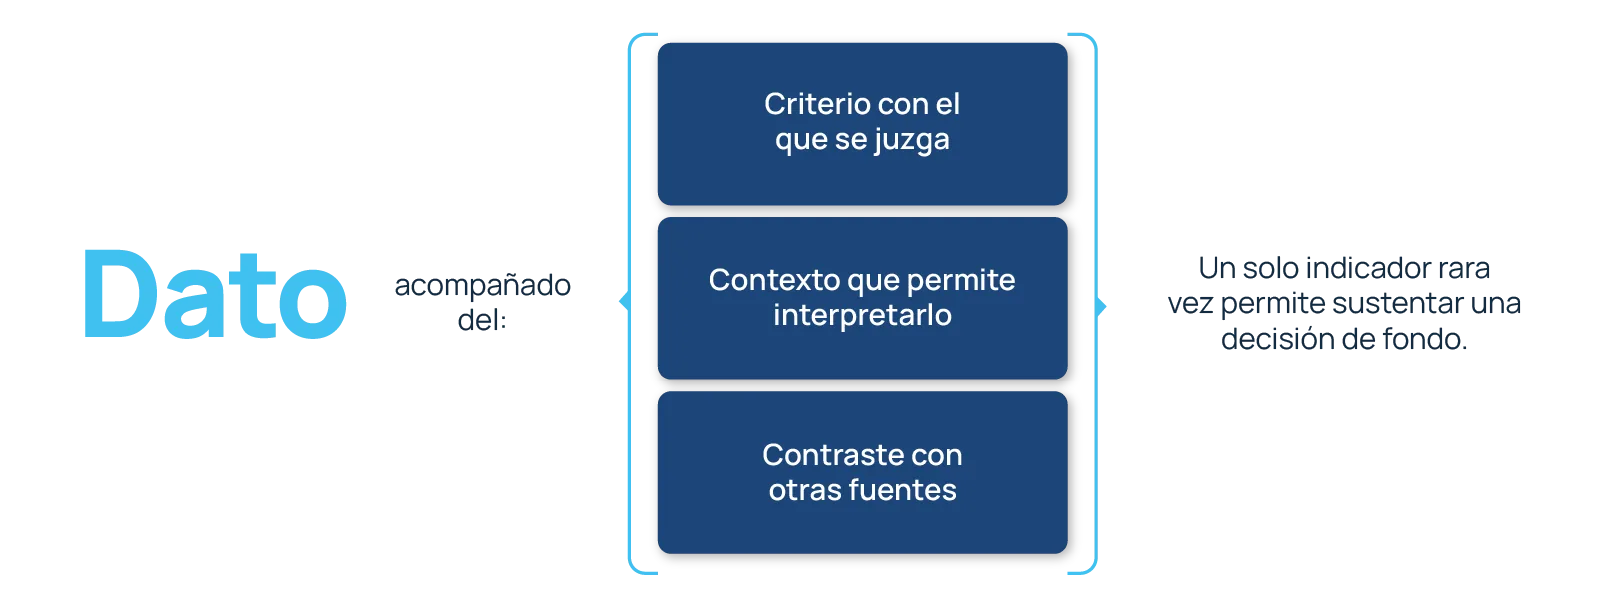 Dato
acompañado
del:
Criterio con el
que se juzga
Contexto que permite
interpretarlo
Contraste con
otras fuentes
Un solo indicador rara
vez permite sustentar una
decisión de fondo.